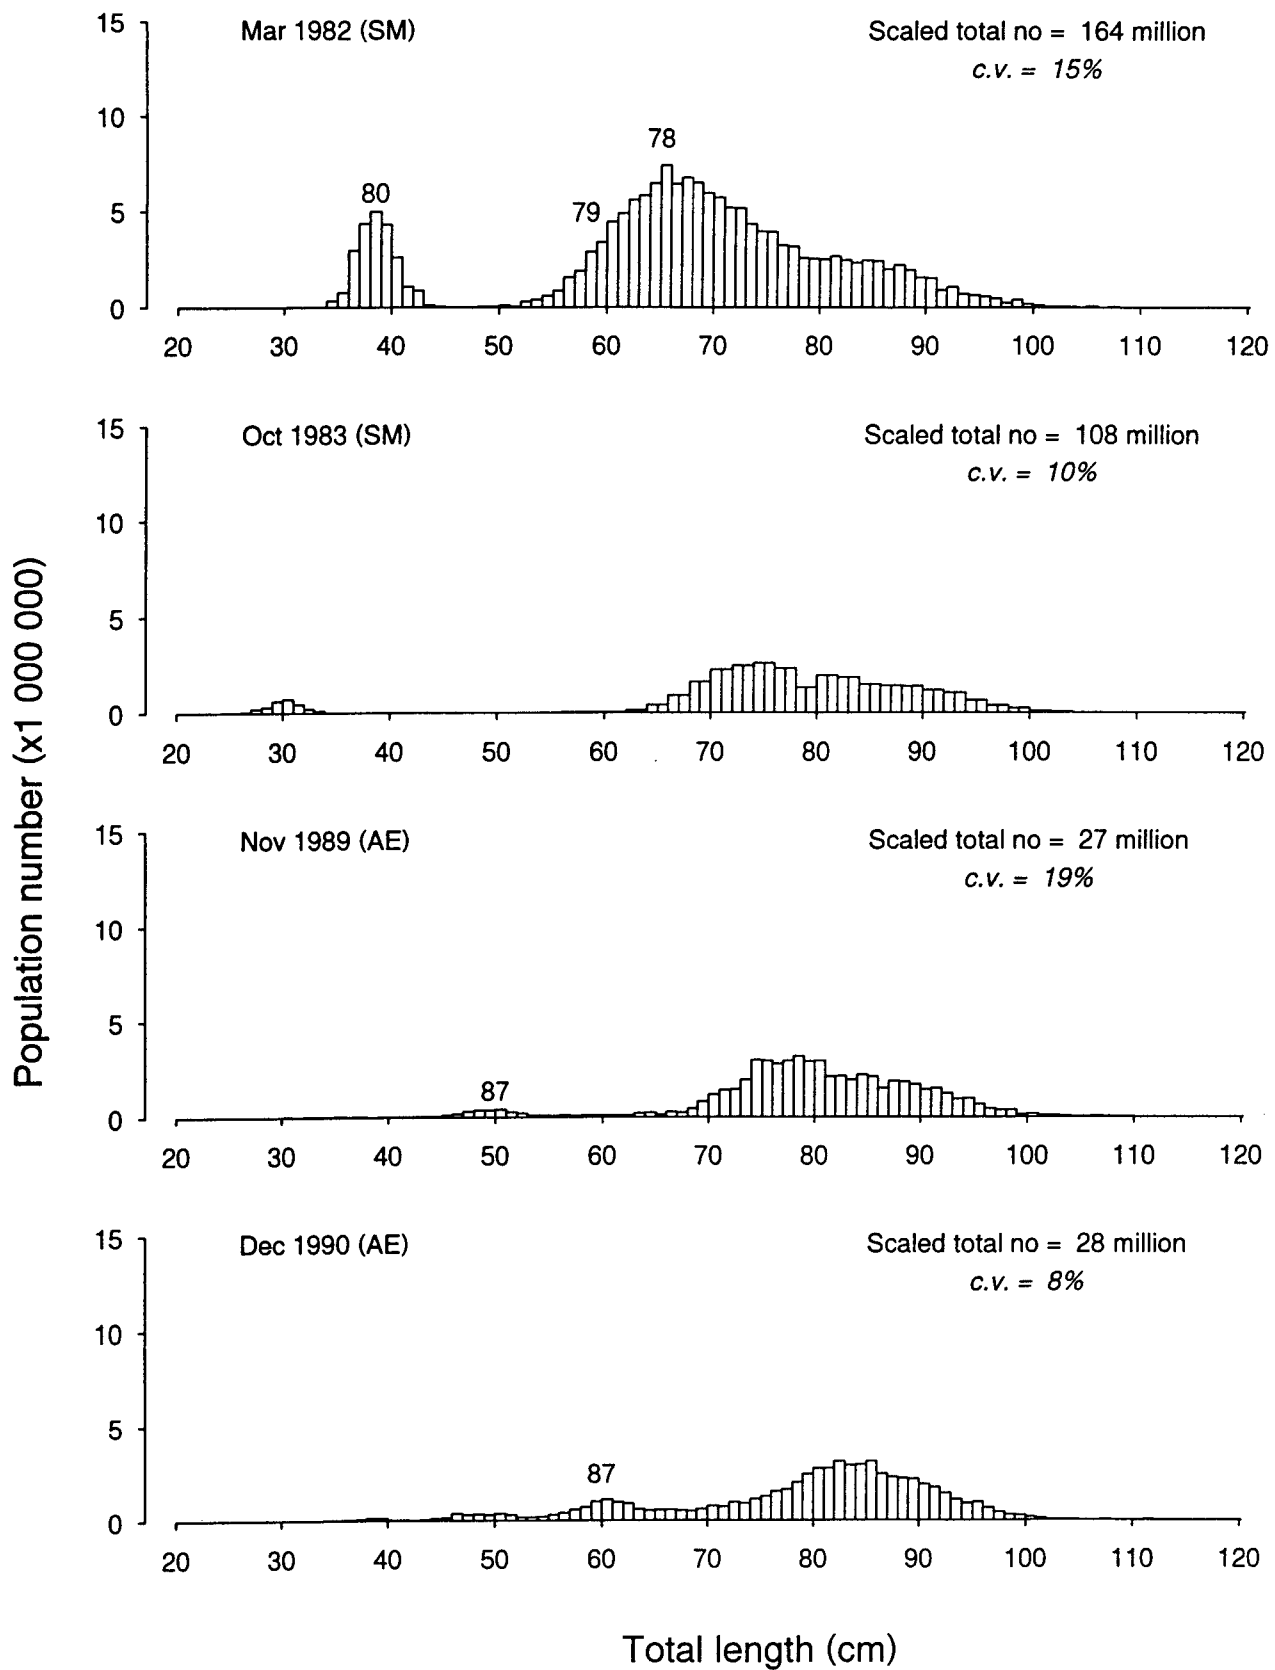 Population number (x1 000 000)
Mar 1982 (SM)
Scaled total no = 164 million
c.v. = 15%
15
10
5
0
80
79
78
20 30 40 50 60 70 80 90 100 110 120
Oct 1983 (SM)
Scaled total no = 108 million
c.v. = 10%
15
10
5
0
20 30 40 50 60 70 80 90 100 110 120
Nov 1989 (AE)
Scaled total no = 27 million
c.v. = 19%
15
10
5
0
87
20 30 40 50 60 70 80 90 100 110 120
Dec 1990 (AE)
Scaled total no = 28 million
c.v. = 8%
15
10
5
0
87
20 30 40 50 60 70 80 90 100 110 120
Total length (cm)